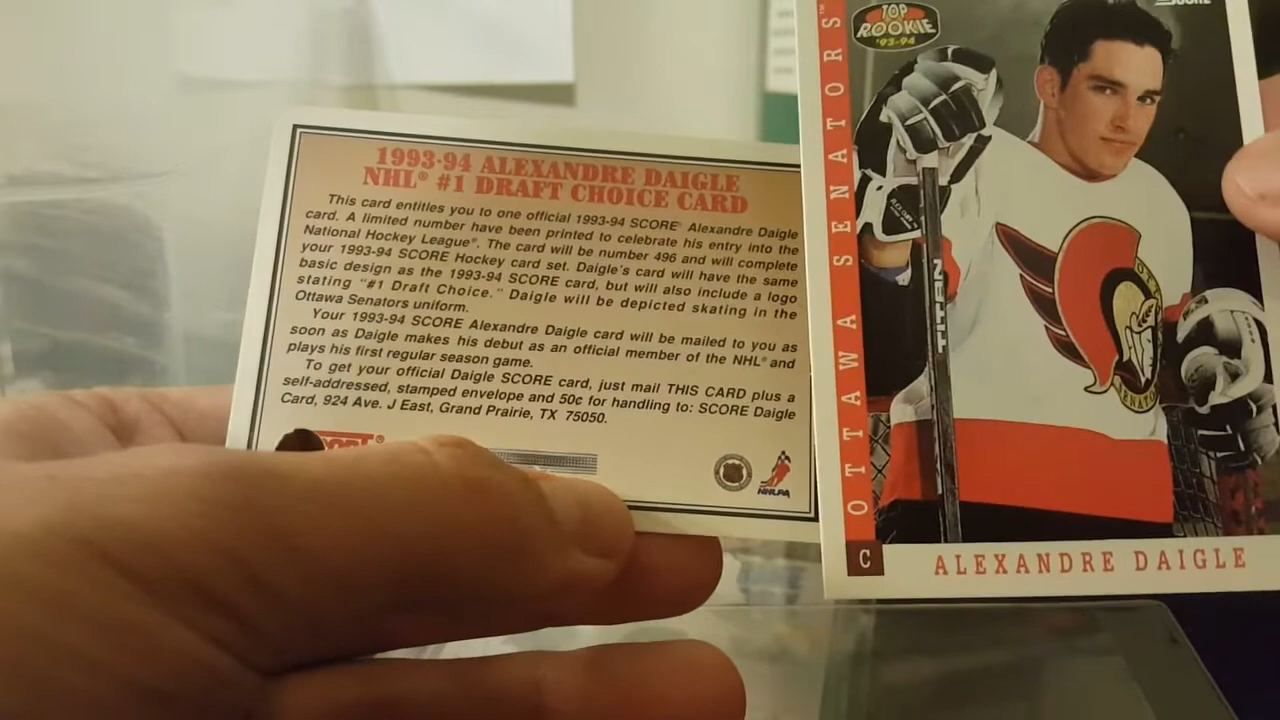 1993-94 ALEXANDRE DAIGLE
NHL® #1 DRAFT CHOICE CARD
This card entitles you to one official 1993-94 SCORE® Alexandre Daigle
card. A limited number have been printed to celebrate his entry into the
National Hockey League®. The card will be number 496 and will complete
your 1993-94 SCORE Hockey card set. Daigle's card will have the same
basic design as the 1993-94 SCORE card, but will also include a logo
stating "#1 Draft Choice." Daigle will be depicted skating in the
Ottawa Senators uniform.
Your 1993-94 SCORE Alexandre Daigle card will be mailed to you as
soon as Daigle makes his debut as an official member of the NHL® and
plays his first regular season game.
To get your official Daigle SCORE card, just mail THIS CARD plus a
self-addressed, stamped envelope and 50¢ for handling to: SCORE Daigle
Card, 924 Ave. J East, Grand Prairie, TX 75050.
NHLPA
TOP
ROOKIE
'93-94
SCORE
OTTAWA SENATORS™
TITAN
C
ALEXANDRE DAIGLE